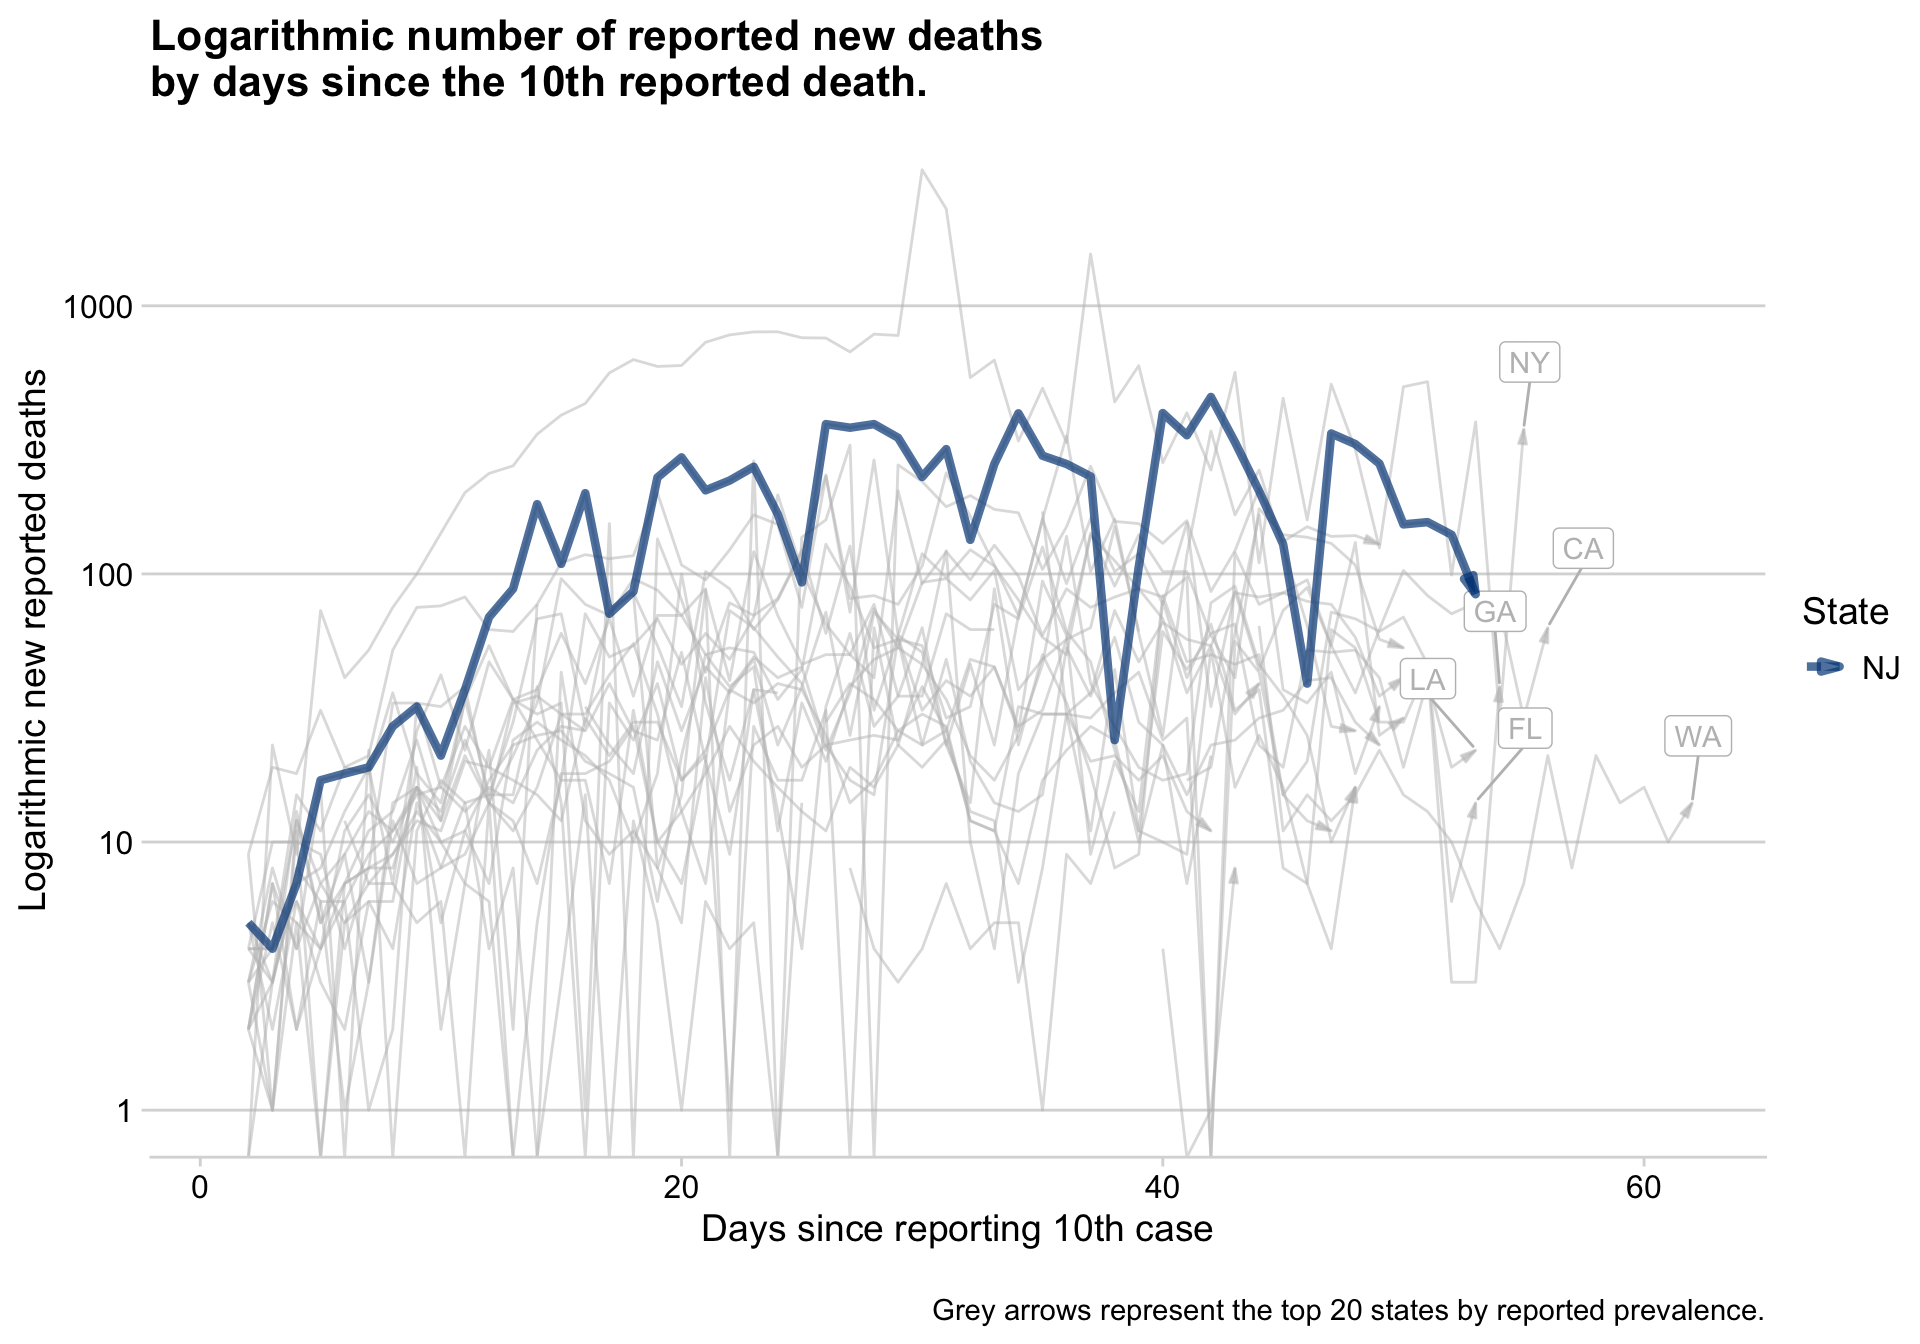 Logarithmic number of reported new deaths
by days since the 10th reported death.
Logarithmic new reported deaths
1000
100
10
1
NY
CA
GA
LA
FL
WA
State
NJ
0 20 40 60
Days since reporting 10th case
Grey arrows represent the top 20 states by reported prevalence.